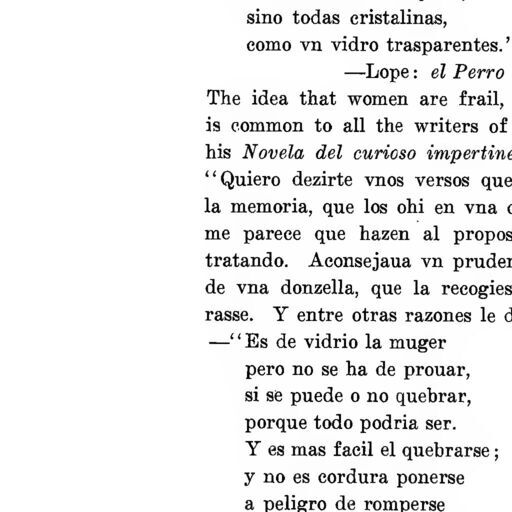 sino todas cristalinas,
como vn vidro trasparentes.'
—Lope: el Perro
The idea that women are frail,
is common to all the writers of
his Novela del curioso impertine
“Quiero dezirte vnos versos que
la memoria, que los ohi en vna
me parece que hazen al propos
tratando. Aconsejaua vn pruden
de vna donzella, que la recogies
rasse. Y entre otras razones le d
—“Es de vidrio la muger
pero no se ha de prouar,
si se puede o no quebrar,
porque todo podria ser.
Y es mas facil el quebrarse;
y no es cordura ponerse
a peligro de romperse